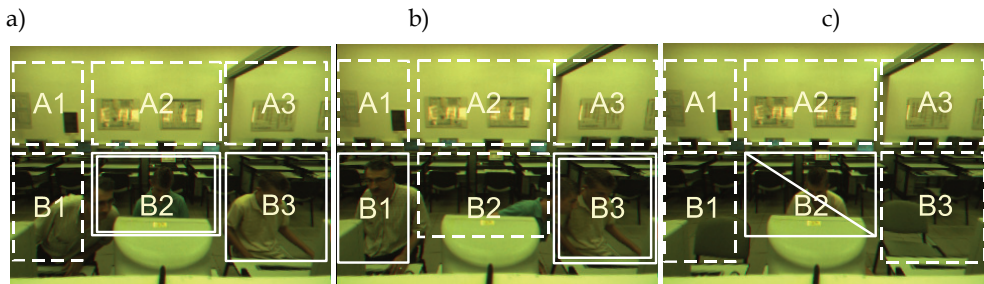 a) b) c)
A1 A2 A3 A1 A2 A3 A1 A2 A3
B1 B2 B3 B1 B2 B3 B1 B2 B3